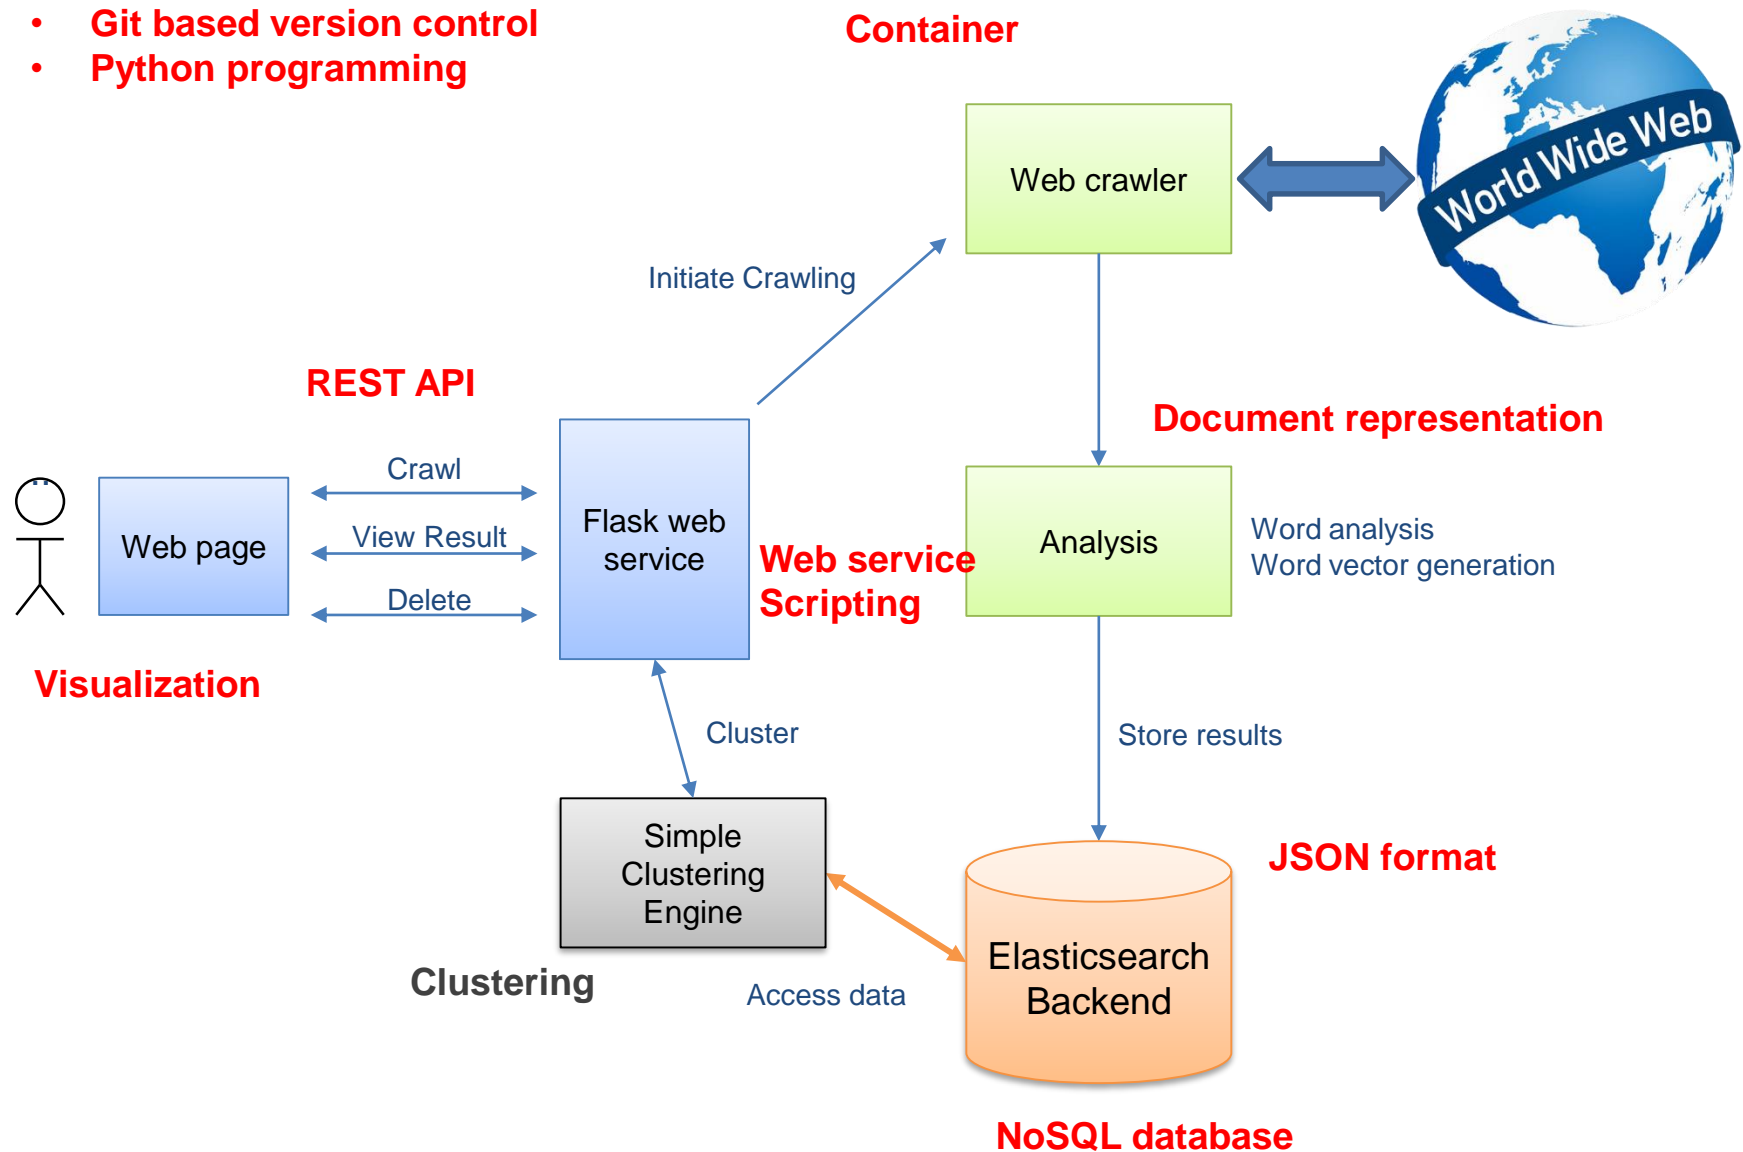 • Git based version control
• Python programming
Container
World Wide Web
Web crawler
Initiate Crawling
REST API
Document representation
Crawl
View Result
Delete
Web page
Flask web
service
Web service
Scripting
Analysis
Word analysis
Word vector generation
Visualization
Cluster
Store results
Simple
Clustering
Engine
JSON format
Clustering
Access data
Elasticsearch
Backend
NoSQL database